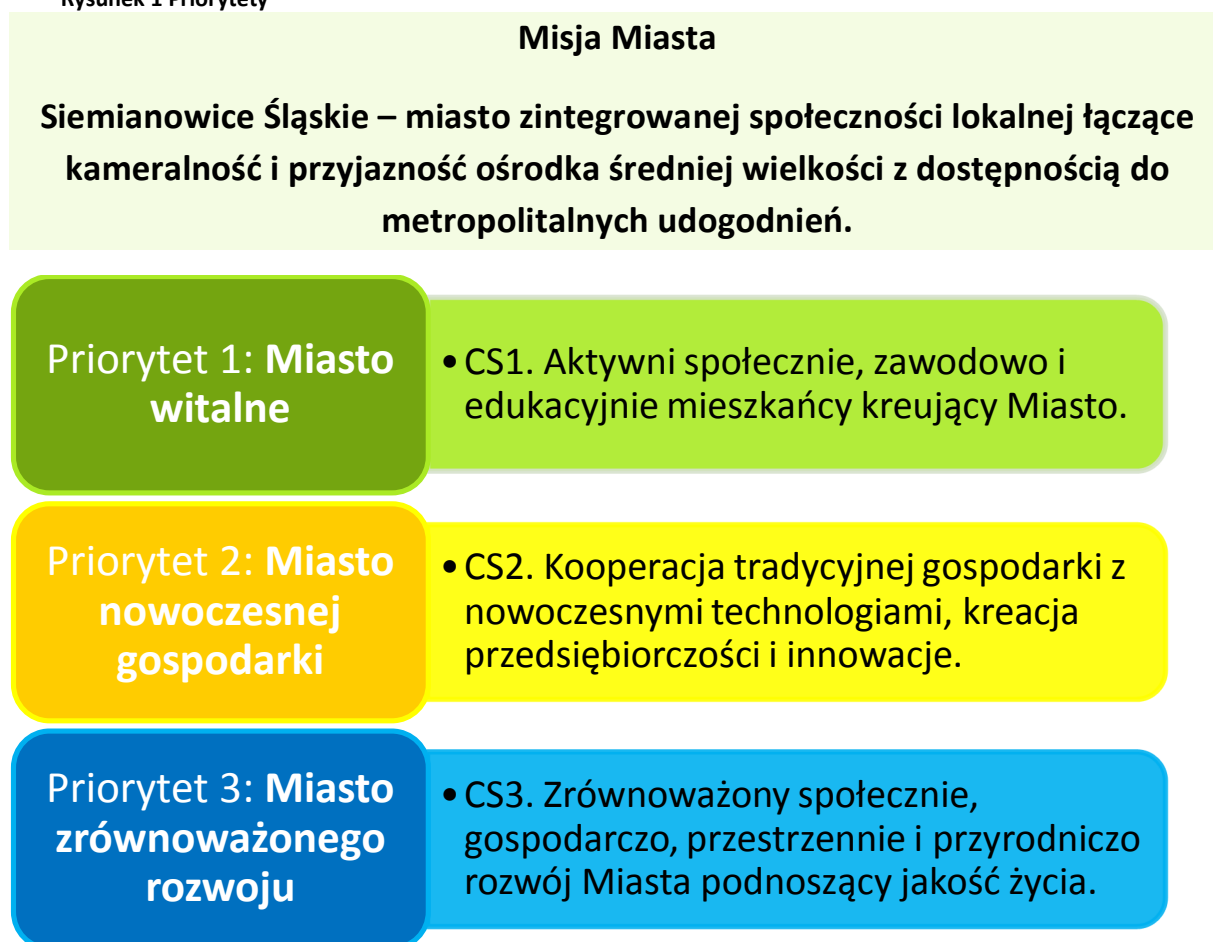 Rysunek 1 Priorytety
Misja Miasta
Siemianowice Śląskie – miasto zintegrowanej społeczności lokalnej łączące
kameralność i przyjazność ośrodka średniej wielkości z dostępnością do
metropolitalnych udogodnień.
Priorytet 1: Miasto
witalne
• CS1. Aktywni społecznie, zawodowo i
edukacyjnie mieszkańcy kreujący Miasto.
Priorytet 2: Miasto
nowoczesnej
gospodarki
• CS2. Kooperacja tradycyjnej gospodarki z
nowoczesnymi technologiami, kreacja
przedsiębiorczości i innowacje.
Priorytet 3: Miasto
zrównoważonego
rozwoju
• CS3. Zrównoważony społecznie,
gospodarczo, przestrzennie i przyrodniczo
rozwój Miasta podnoszący jakość życia.